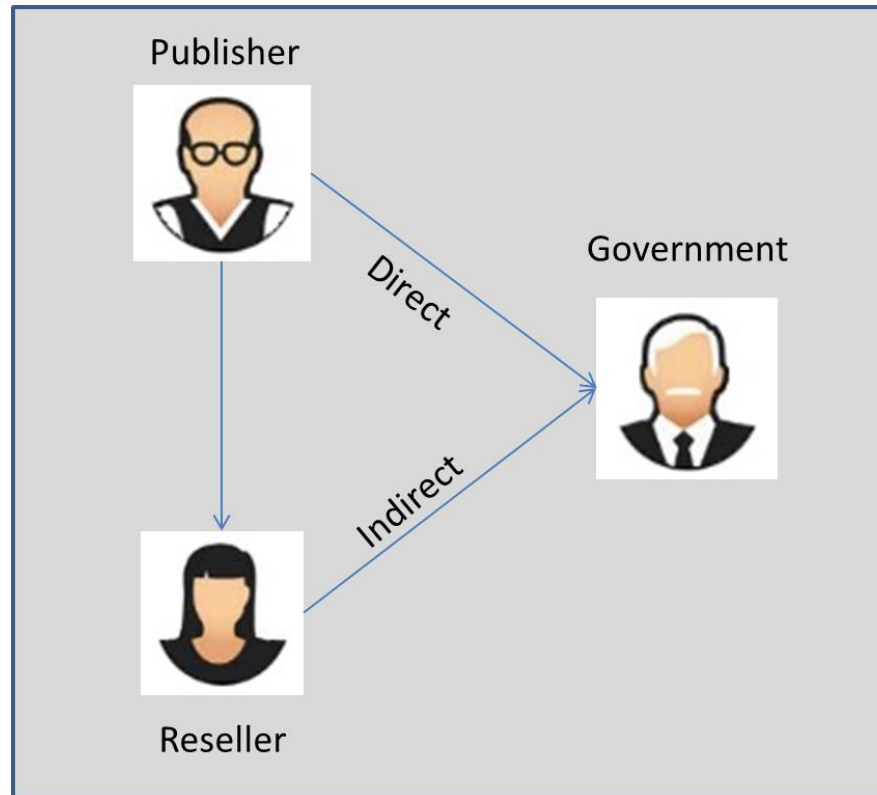 Publisher
Government
Direct
Indirect
Reseller